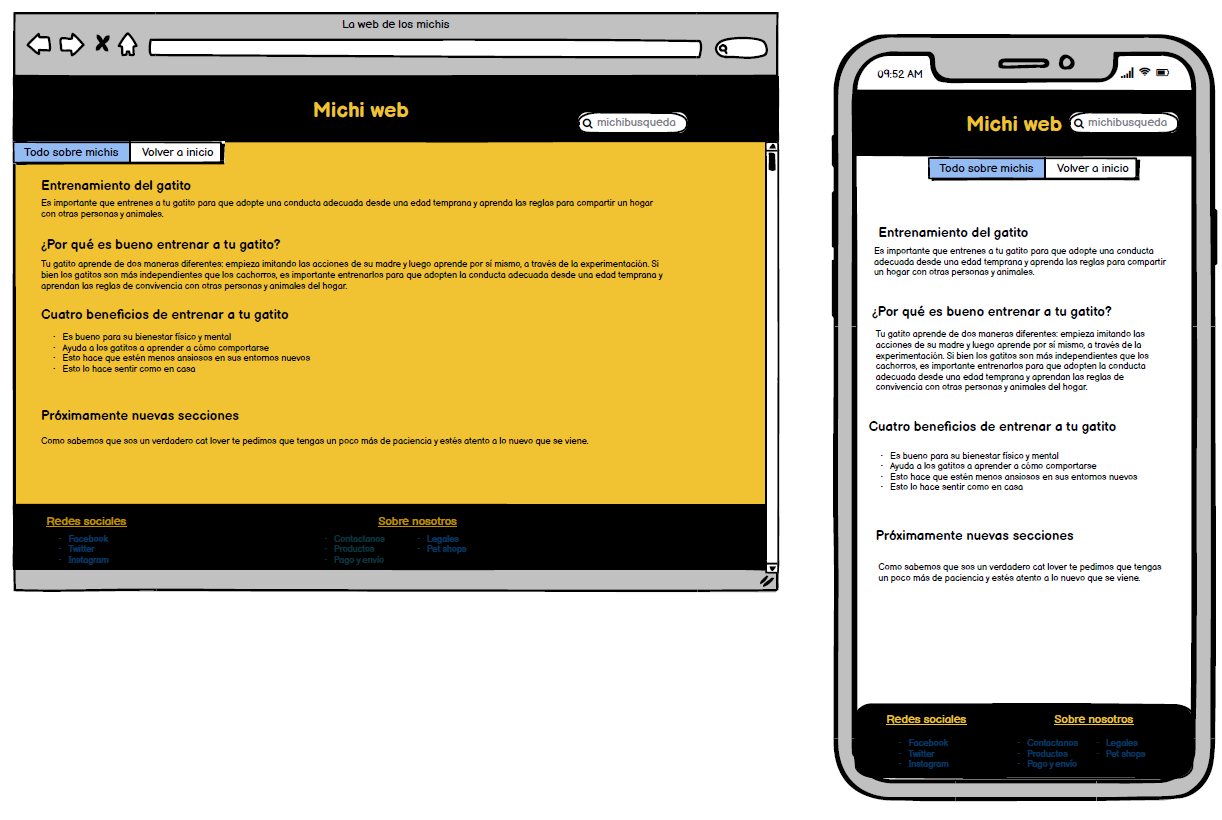 La web de los michis
Michi web
michibusqueda
Todo sobre michis
Volver a inicio
Entrenamiento del gatito
Es importante que entrenes a tu gatito para que adopte una conducta adecuada desde una edad temprana y aprenda las reglas para compartir un hogar
con otras personas y animales.
¿Por qué es bueno entrenar a tu gatito?
Tu gatito aprende de dos maneras diferentes: empieza imitando las acciones de su madre y luego aprende por sí mismo, a través de la experimentación. Si
bien los gatitos son más independientes que los cachorros, es importante entrenarlos para que adopten la conducta adecuada desde una edad temprana y
aprendan las reglas de convivencia con otras personas y animales del hogar.
Cuatro beneficios de entrenar a tu gatito
· Es bueno para su bienestar físico y mental
· Ayuda a los gatitos a aprender a cómo comportarse
· Esto hace que estén menos ansiosos en sus entornos nuevos
· Esto lo hace sentir como en casa
Próximamente nuevas secciones
Como sabemos que sos un verdadero cat lover te pedimos que tengas un poco más de paciencia y estés atento a lo nuevo que se viene.
Redes sociales
· Facebook
· Twitter
· Instagram
Sobre nosotros
· Contactanos
· Productos
· Pago y envío
· Legales
· Pet shops
09:52 AM
Michi web
michibusqueda
Todo sobre michis
Volver a inicio
Entrenamiento del gatito
Es importante que entrenes a tu gatito para que adopte una conducta
adecuada desde una edad temprana y aprenda las reglas para compartir
un hogar con otras personas y animales.
¿Por qué es bueno entrenar a tu gatito?
Tu gatito aprende de dos maneras diferentes: empieza imitando las
acciones de su madre y luego aprende por sí mismo, a través de la
experimentación. Si bien los gatitos son más independientes que los
cachorros, es importante entrenarlos para que adopten la conducta
adecuada desde una edad temprana y aprendan las reglas de
convivencia con otras personas y animales del hogar.
Cuatro beneficios de entrenar a tu gatito
· Es bueno para su bienestar físico y mental
· Ayuda a los gatitos a aprender a cómo comportarse
· Esto hace que estén menos ansiosos en sus entornos nuevos
· Esto lo hace sentir como en casa
Próximamente nuevas secciones
Como sabemos que sos un verdadero cat lover te pedimos que tengas
un poco más de paciencia y estés atento a lo nuevo que se viene.
Redes sociales
· Facebook
· Twitter
· Instagram
Sobre nosotros
· Contactanos
· Productos
· Pago y envío
· Legales
· Pet shops